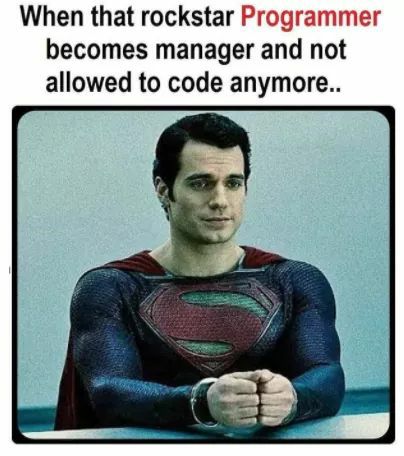 When that rockstar Programmer
becomes manager and not
allowed to code anymore..